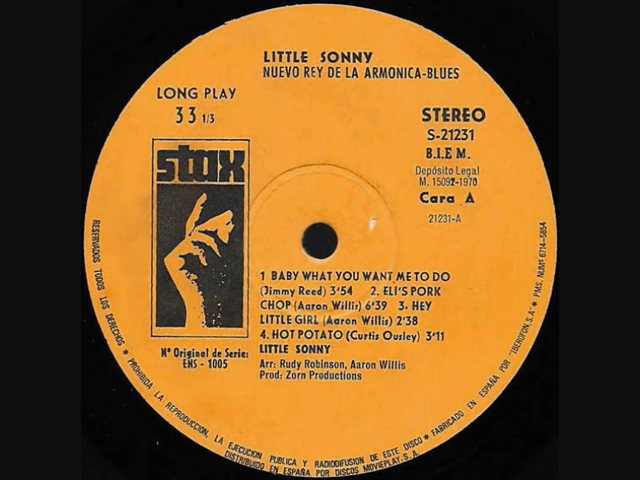 LITTLE SONNY
NUEVO REY DE LA ARMONICA-BLUES
LONG PLAY
33 1/3
stax
STEREO
S-21231
B.I.E M.
Depósito Legal
M. 15092-1970
Cara A
21231-A
1 BABY WHAT YOU WANT ME TO DO
(Jimmy Reed) 3'54 2. ELI'S PORK
CHOP (Aaron Willis) 6'39 3. HEY
LITTLE GIRL (Aaron Willis) 2'38
4. HOT POTATO (Curtis Ousley) 3'11
LITTLE SONNY
Arr: Rudy Robinson, Aaron Willis
Prod: Zorn Productions
Nº Original de Serie:
ENS - 1005
RESERVADOS TODOS LOS DERECHOS • PROHIBIDA LA REPRODUCCION, LA EJECUCION PUBLICA Y RADIODIFUSION DE ESTE DISCO • FABRICADO EN ESPAÑA POR "IBEROFON, S.A" • PMS. NUMS 6714-5854
DISTRIBUIDO EN ESPAÑA POR DISCOS MOVIEPLAY, S. A.